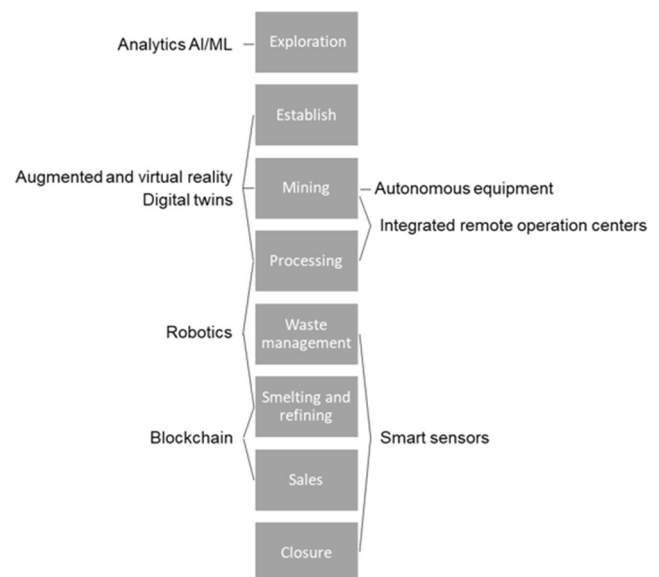 Analytics AI/ML
Exploration
Establish
Augmented and virtual reality
Digital twins
Mining
Autonomous equipment
Integrated remote operation centers
Processing
Robotics
Waste
management
Smelting and
refining
Blockchain
Smart sensors
Sales
Closure